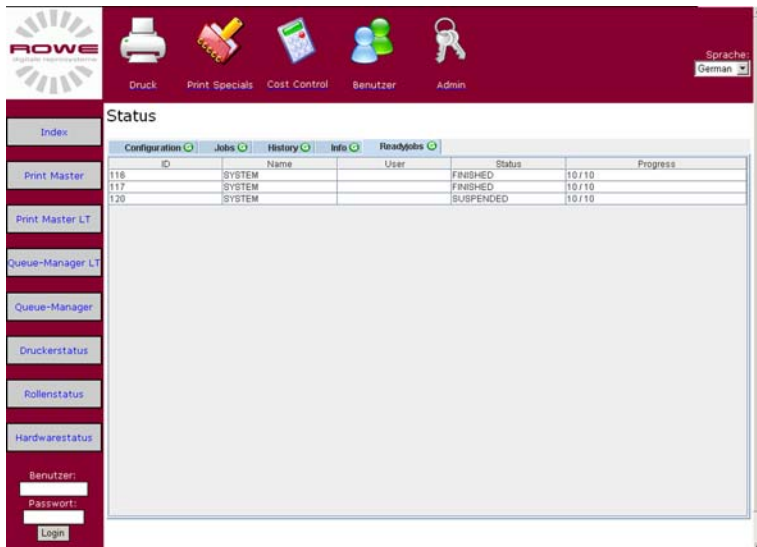 ROWE
digitale reprosysteme
Druck Print Specials Cost Control Benutzer Admin
Sprache:
German
Index
Print Master
Print Master LT
Queue-Manager LT
Queue-Manager
Druckerstatus
Rollenstatus
Hardwarestatus
Benutzer:
Passwort:
Login
Status
Configuration Jobs History Info Readyjobs
ID Name User Status Progress
116 SYSTEM FINISHED 10/10
117 SYSTEM FINISHED 10/10
120 SYSTEM SUSPENDED 10/10